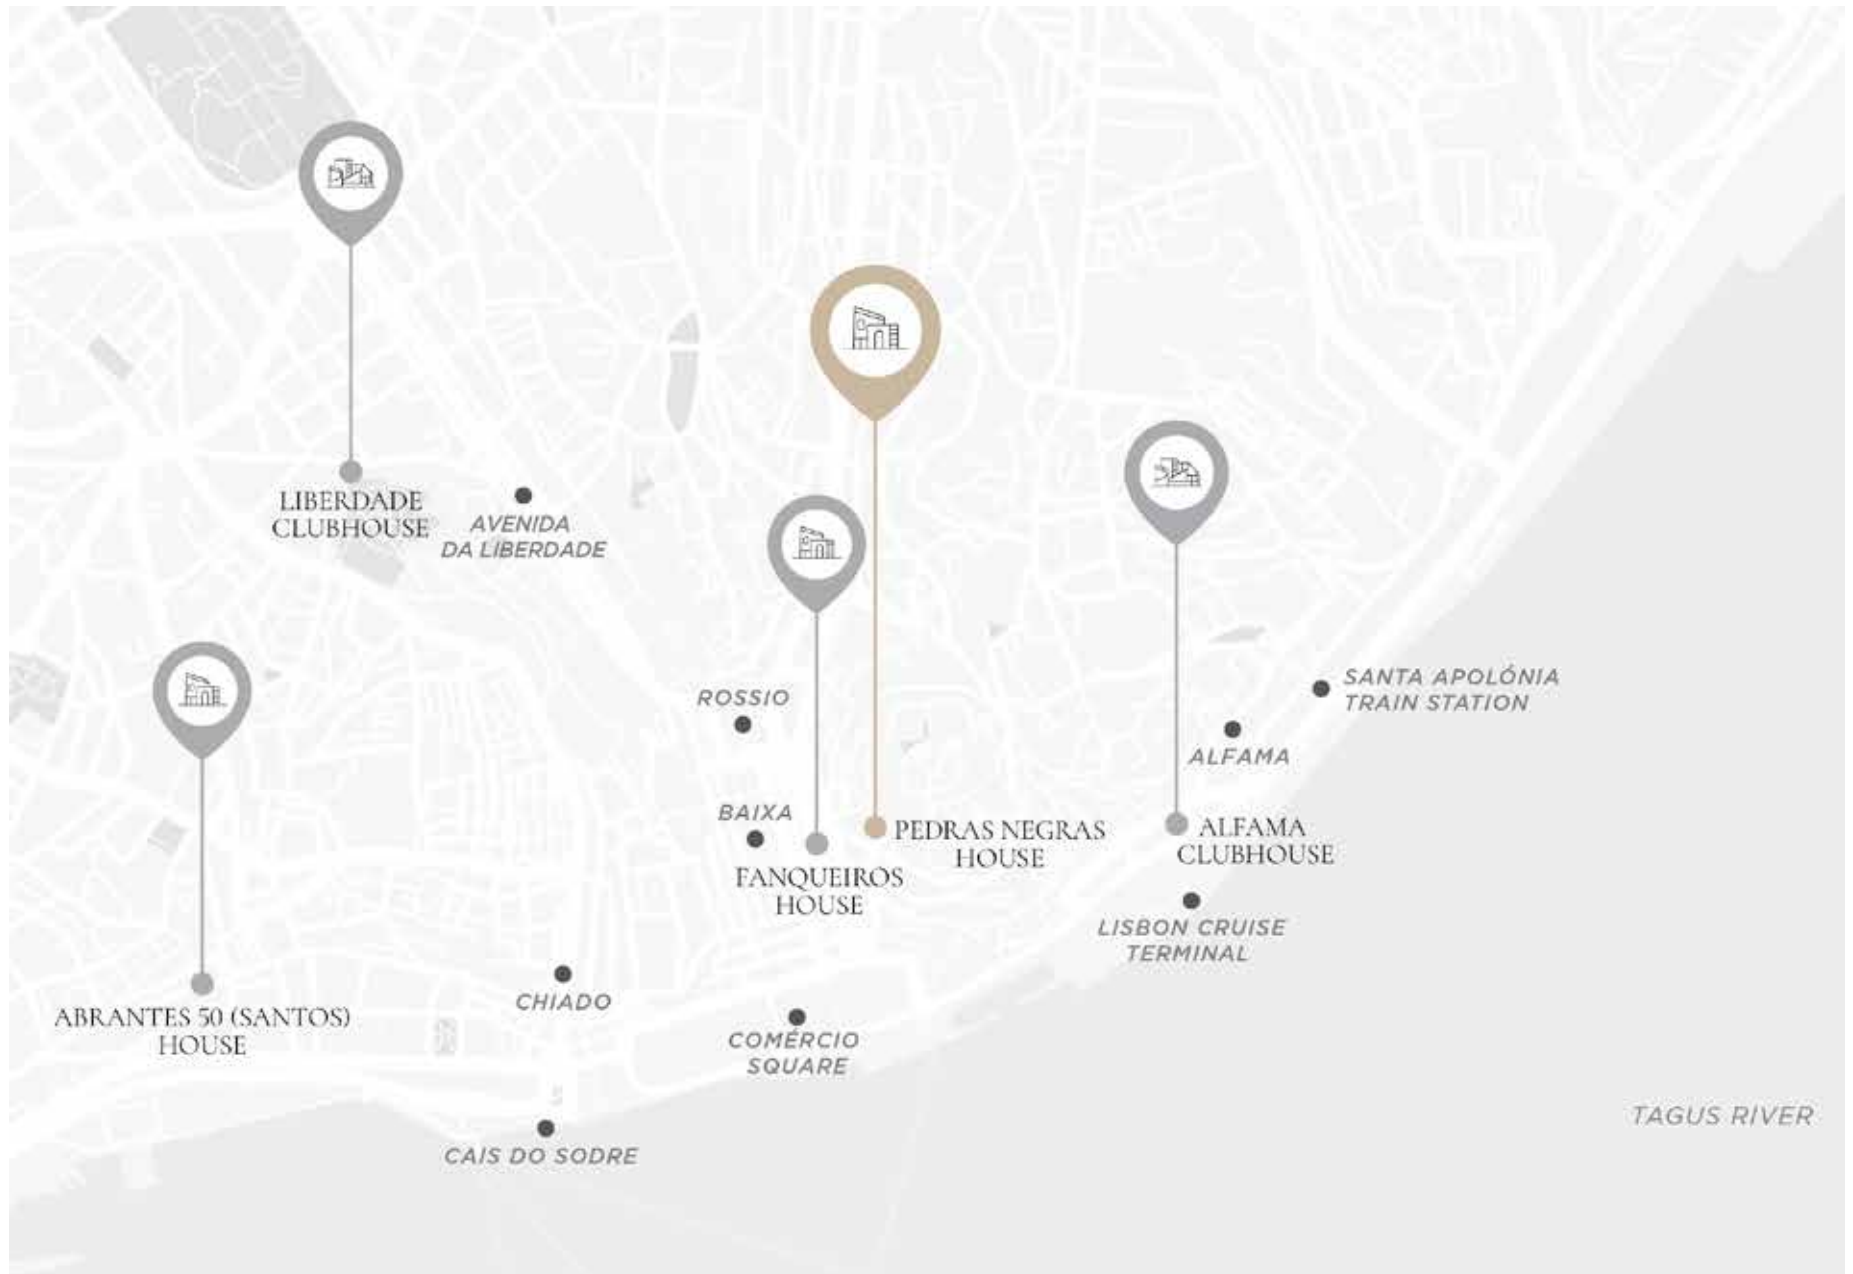 LIBERDADE
CLUBHOUSE
AVENIDA
DA LIBERDADE
SANTA APOLÓNIA
TRAIN STATION
ROSSIO
ALFAMA
BAIXA
PEDRAS NEGRAS
HOUSE
ALFAMA
CLUBHOUSE
FANQUEIROS
HOUSE
LISBON CRUISE
TERMINAL
CHIADO
ABRANTES 50 (SANTOS)
HOUSE
COMÉRCIO
SQUARE
TAGUS RIVER
CAIS DO SODRE